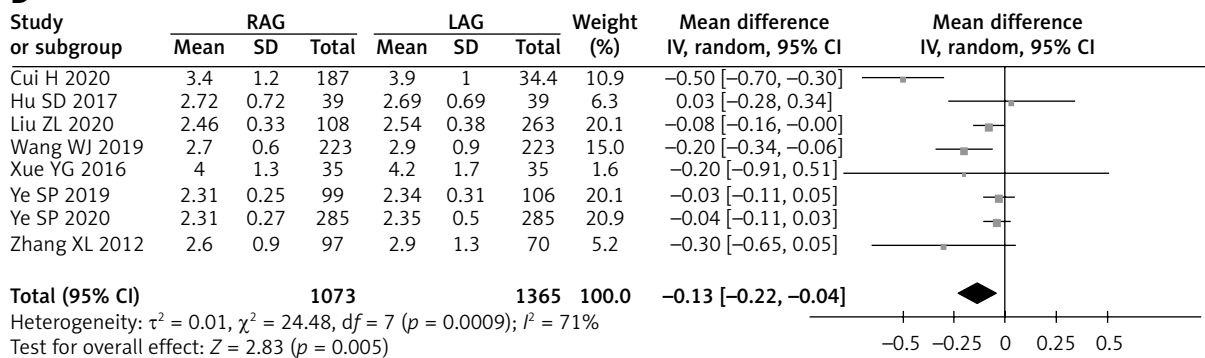 Study RAG LAG Weight Mean difference Mean difference
or subgroup Mean SD Total Mean SD Total (%) IV, random, 95% CI IV, random, 95% CI
Cui H 2020 3.4 1.2 187 3.9 1 34.4 10.9 −0.50 [−0.70, −0.30]
Hu SD 2017 2.72 0.72 39 2.69 0.69 39 6.3 0.03 [−0.28, 0.34]
Liu ZL 2020 2.46 0.33 108 2.54 0.38 263 20.1 −0.08 [−0.16, −0.00]
Wang WJ 2019 2.7 0.6 223 2.9 0.9 223 15.0 −0.20 [−0.34, −0.06]
Xue YG 2016 4 1.3 35 4.2 1.7 35 1.6 −0.20 [−0.91, 0.51]
Ye SP 2019 2.31 0.25 99 2.34 0.31 106 20.1 −0.03 [−0.11, 0.05]
Ye SP 2020 2.31 0.27 285 2.35 0.5 285 20.9 −0.04 [−0.11, 0.03]
Zhang XL 2012 2.6 0.9 97 2.9 1.3 70 5.2 −0.30 [−0.65, 0.05]
Total (95% CI) 1073 1365 100.0 −0.13 [−0.22, −0.04]
Heterogeneity: τ² = 0.01, χ² = 24.48, df = 7 (p = 0.0009); I² = 71%
Test for overall effect: Z = 2.83 (p = 0.005)
−0.5 −0.25 0 0.25 0.5